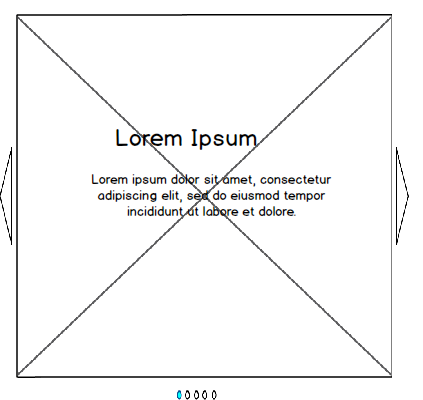 Lorem Ipsum
Lorem ipsum dolor sit amet, consectetur
adipiscing elit, sed do eiusmod tempor
incididunt ut labore et dolore.